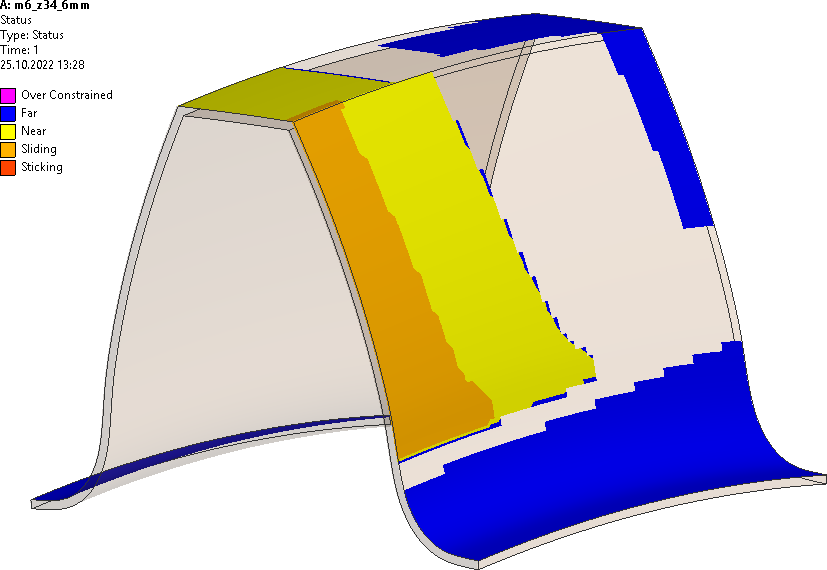 A: m6_z34_6mm
Status
Type: Status
Time: 1
25.10.2022 13:28
Over Constrained
Far
Near
Sliding
Sticking